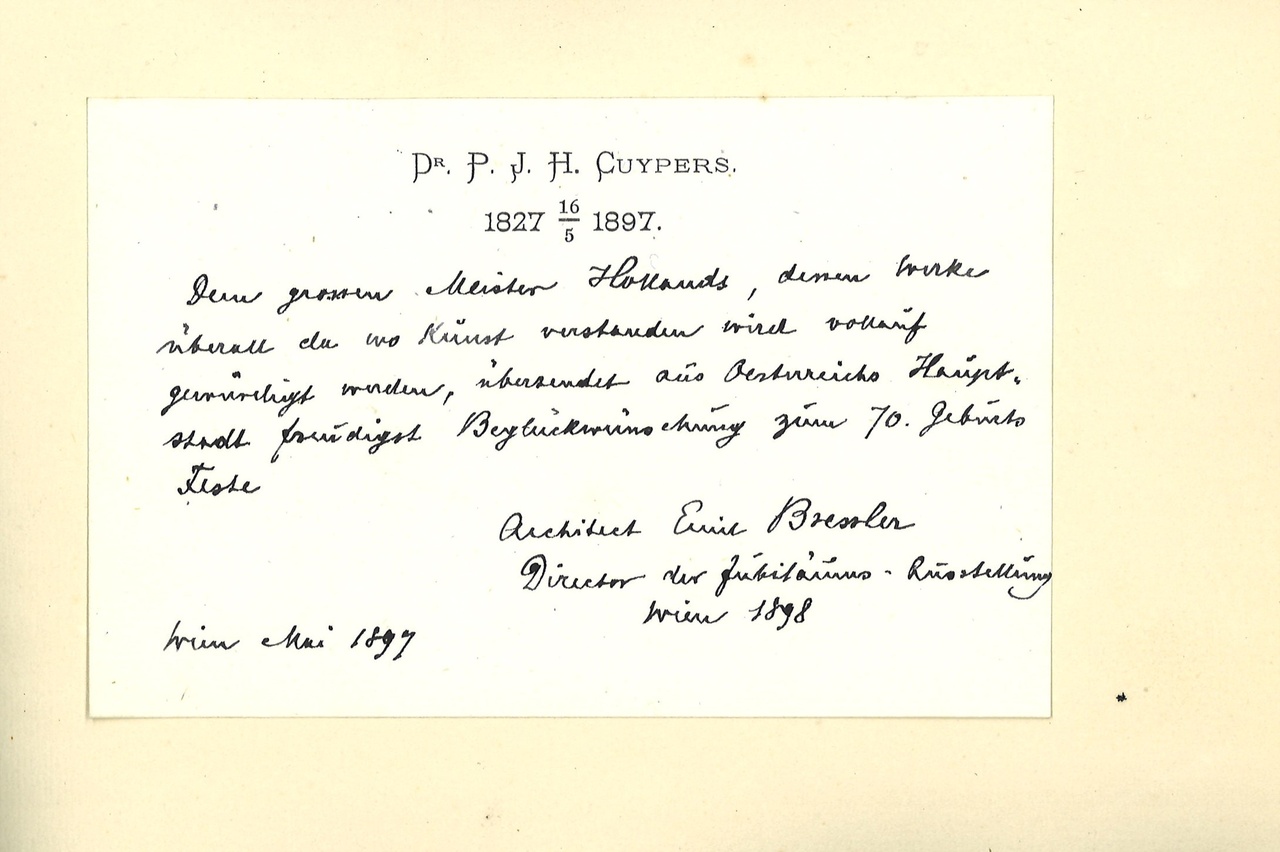 DR. P. J. H. CUYPERS.
1827 16/5 1897.
Dem grossen Meister Hollands, dessen Werke
überall da wo Kunst verstanden wird vollauf
gewürdigt werden, übersendet aus Oesterreichs Haupt-
stadt freudigst Beglückwünschung zum 70. Geburts
Feste
Architect Emil Bressler
Director der Jubiläums-Ausstellung
Wien 1898
Wien Mai 1897